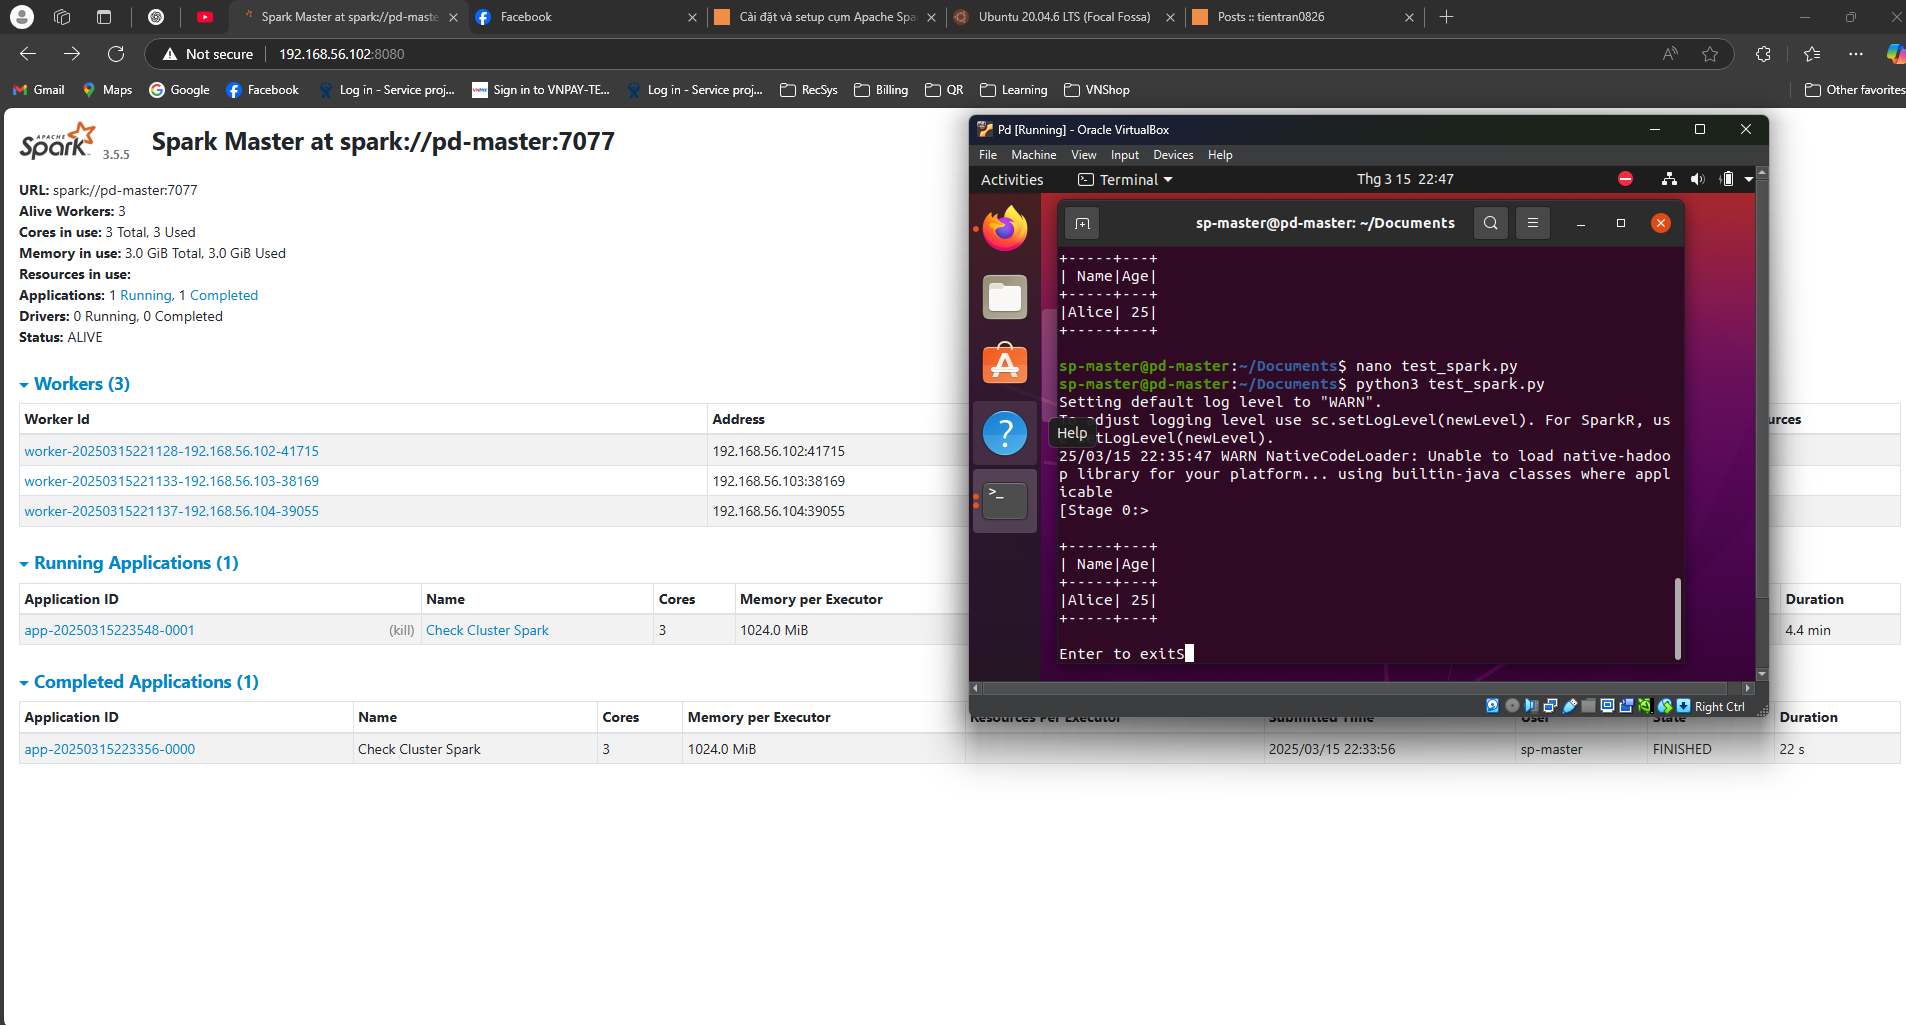 Spark Master at spark://pd-maste
Facebook
Cài đặt và setup cụm Apache Spa
Ubuntu 20.04.6 LTS (Focal Fossa)
Posts :: tientran0826
Not secure
192.168.56.102:8080
Gmail
Maps
Google
Facebook
Log in - Service proj...
Sign in to VNPAY-TE...
Log in - Service proj...
RecSys
Billing
QR
Learning
VNShop
Other favorites
APACHE Spark 3.5.5
Spark Master at spark://pd-master:7077
URL: spark://pd-master:7077
Alive Workers: 3
Cores in use: 3 Total, 3 Used
Memory in use: 3.0 GiB Total, 3.0 GiB Used
Resources in use:
Applications: 1 Running, 1 Completed
Drivers: 0 Running, 0 Completed
Status: ALIVE
Workers (3)
Worker Id Address urces
worker-20250315221128-192.168.56.102-41715 192.168.56.102:41715
worker-20250315221133-192.168.56.103-38169 192.168.56.103:38169
worker-20250315221137-192.168.56.104-39055 192.168.56.104:39055
Running Applications (1)
Application ID Name Cores Memory per Executor Duration
app-20250315223548-0001 (kill) Check Cluster Spark 3 1024.0 MiB 4.4 min
Completed Applications (1)
Application ID Name Cores Memory per Executor Resources Per Executor Submitted Time User State Duration
app-20250315223356-0000 Check Cluster Spark 3 1024.0 MiB 2025/03/15 22:33:56 sp-master FINISHED 22 s
Pd [Running] - Oracle VirtualBox
File Machine View Input Devices Help
Activities Terminal Thg 3 15 22:47
sp-master@pd-master: ~/Documents
+-----+---+
| Name|Age|
+-----+---+
|Alice| 25|
+-----+---+
sp-master@pd-master:~/Documents$ nano test_spark.py
sp-master@pd-master:~/Documents$ python3 test_spark.py
Setting default log level to "WARN".
adjust logging level use sc.setLogLevel(newLevel). For SparkR, us
Help
tLogLevel(newLevel).
25/03/15 22:35:47 WARN NativeCodeLoader: Unable to load native-hadoo
p library for your platform... using builtin-java classes where appl
icable
[Stage 0:>
+-----+---+
| Name|Age|
+-----+---+
|Alice| 25|
+-----+---+
Enter to exitS
Right Ctrl